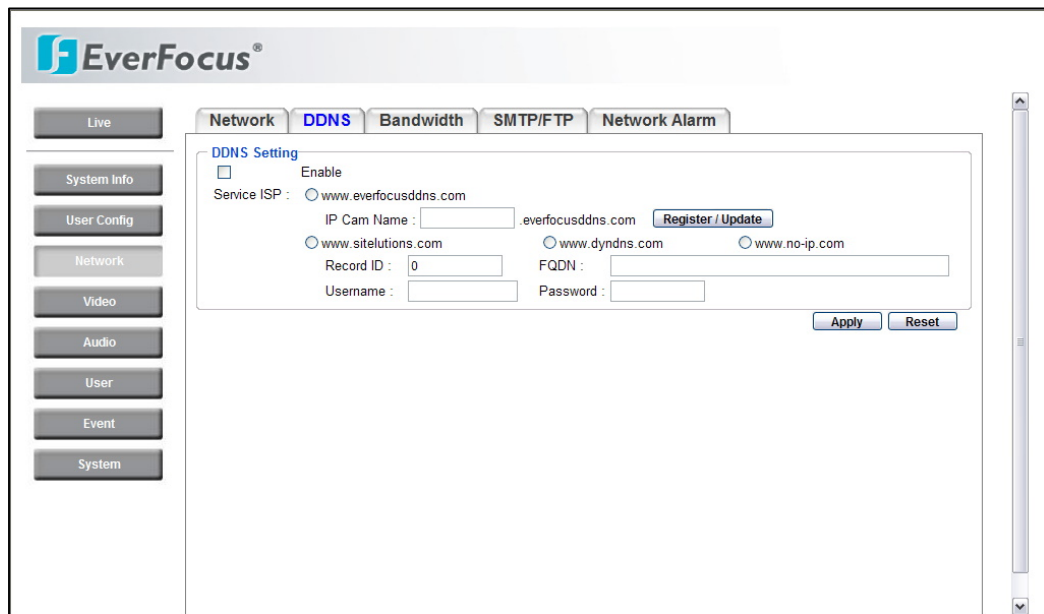 EverFocus®
Live
System Info
User Config
Network
Video
Audio
User
Event
System
Network DDNS Bandwidth SMTP/FTP Network Alarm
DDNS Setting
Enable
Service ISP : www.everfocusddns.com
IP Cam Name : .everfocusddns.com Register / Update
www.sitelutions.com www.dyndns.com www.no-ip.com
Record ID : 0 FQDN :
Username : Password :
Apply Reset